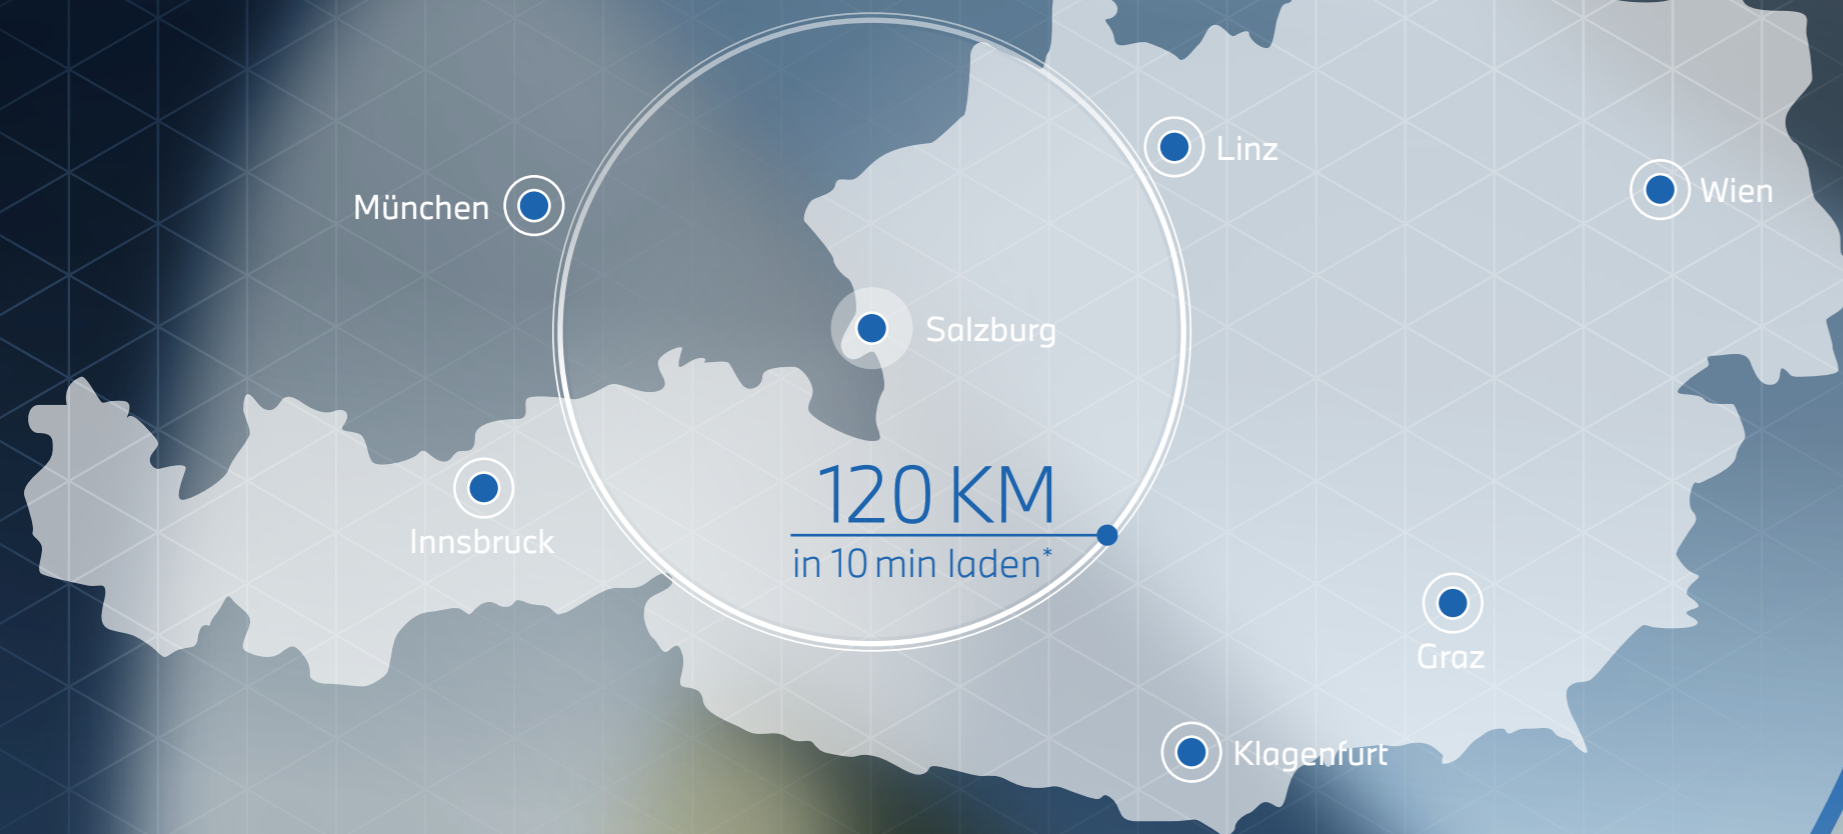 Linz
Wien
München
Salzburg
120 KM
in 10 min laden*
Innsbruck
Graz
Klagenfurt